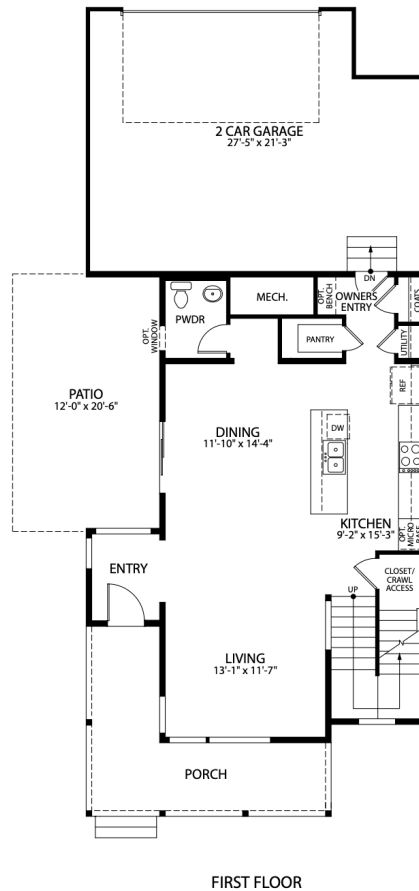 2 CAR GARAGE
27'-5" x 21'-3"
DN
OPT.
BENCH
OWNERS
ENTRY
COATS
MECH.
PWDR
OPT.
WINDOW
PANTRY
UTILITY
REF
PATIO
12'-0" x 20'-6"
DINING
11'-10" x 14'-4"
DW
KITCHEN
9'-2" x 15'-3"
OPT.
MICRO
ENTRY
CLOSET/
CRAWL
ACCESS
UP
LIVING
13'-1" x 11'-7"
PORCH
FIRST FLOOR